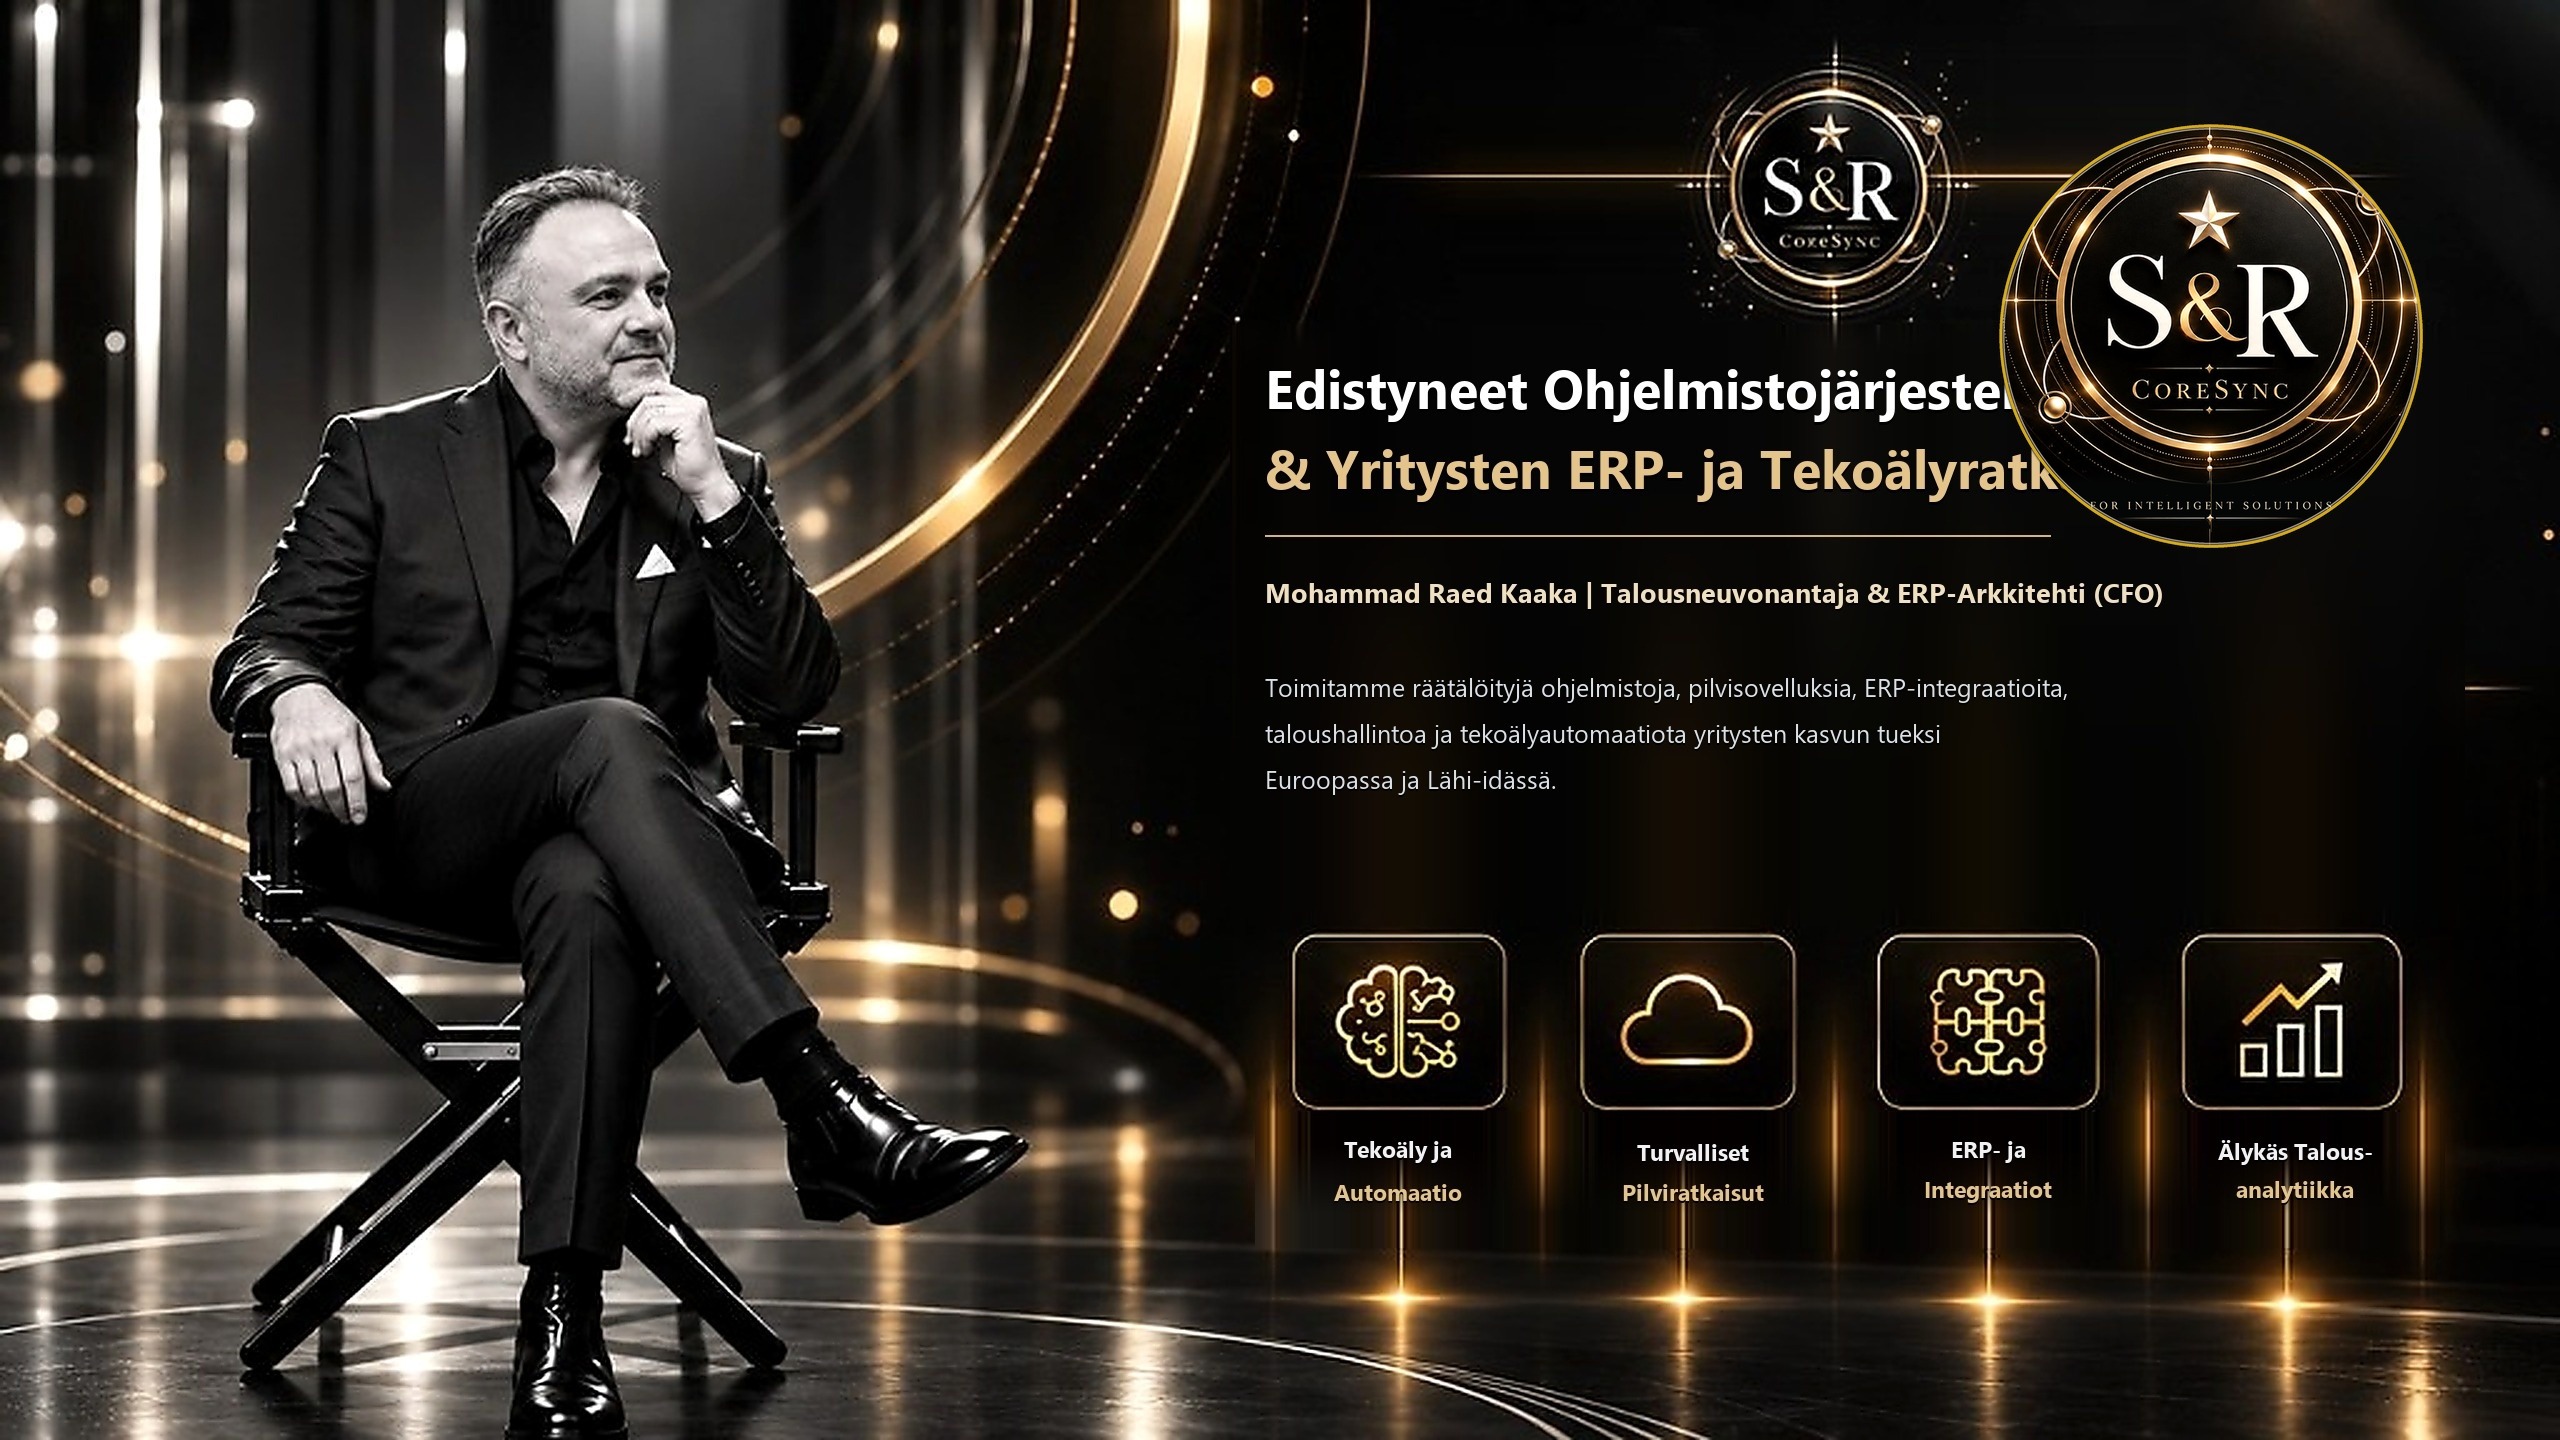 S&R
CoreSync
S&R
CoreSync
FOR INTELLIGENT SOLUTIONS
Edistyneet
& Yritysten ERP- ja
Mohammad Raed Kaaka | Talousneuvonantaja & ERP-Arkkitehti (CFO)
Toimitamme räätälöityjä ohjelmistoja, pilvisovelluksia, ERP-integraatioita,
taloushallintoa ja tekoälyautomaatiota yritysten kasvun tueksi
Euroopassa ja Lähi-idässä.
Tekoäly ja
Automaatio
Turvalliset
Pilviratkaisut
ERP- ja
Integraatiot
Älykäs Talous-
analytiikka